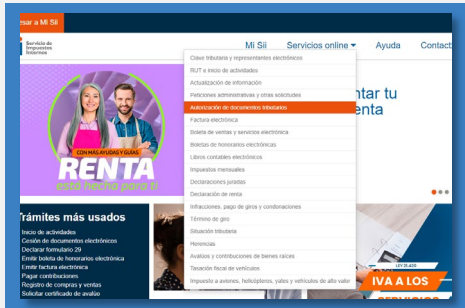 esar a Mi Sii
Servicio de
Impuestos
Internos
Mi Sii
Servicios online
Ayuda
Contact
Clave tributaria y representantes electrónicos
RUT e inicio de actividades
Actualización de información
Peticiones administrativas y otras solicitudes
Autorización de documentos tributarios
Factura electrónica
Boleta de ventas y servicios electrónica
Boletas de honorarios electrónicas
Libros contables electrónicos
Impuestos mensuales
Declaraciones juradas
Declaración de renta
Infracciones, pago de giros y condonaciones
Término de giro
Situación tributaria
Herencias
Avalúos y contribuciones de bienes raíces
Tasación fiscal de vehículos
Impuesto a aviones, helicópteros, yates y vehículos de alto valor
ntar tu
enta
CON MÁS AYUDAS Y GUÍAS
RENTA
está hecha para ti
Trámites más usados
Inicio de actividades
Cesión de documentos electrónicos
Declarar formulario 29
Emitir boleta de honorarios electrónica
Emitir factura electrónica
Pagar contribuciones
Registro de compras y ventas
Solicitar certificado de avalúo
LEY 21.420
IVA A LOS
SERVICIOS